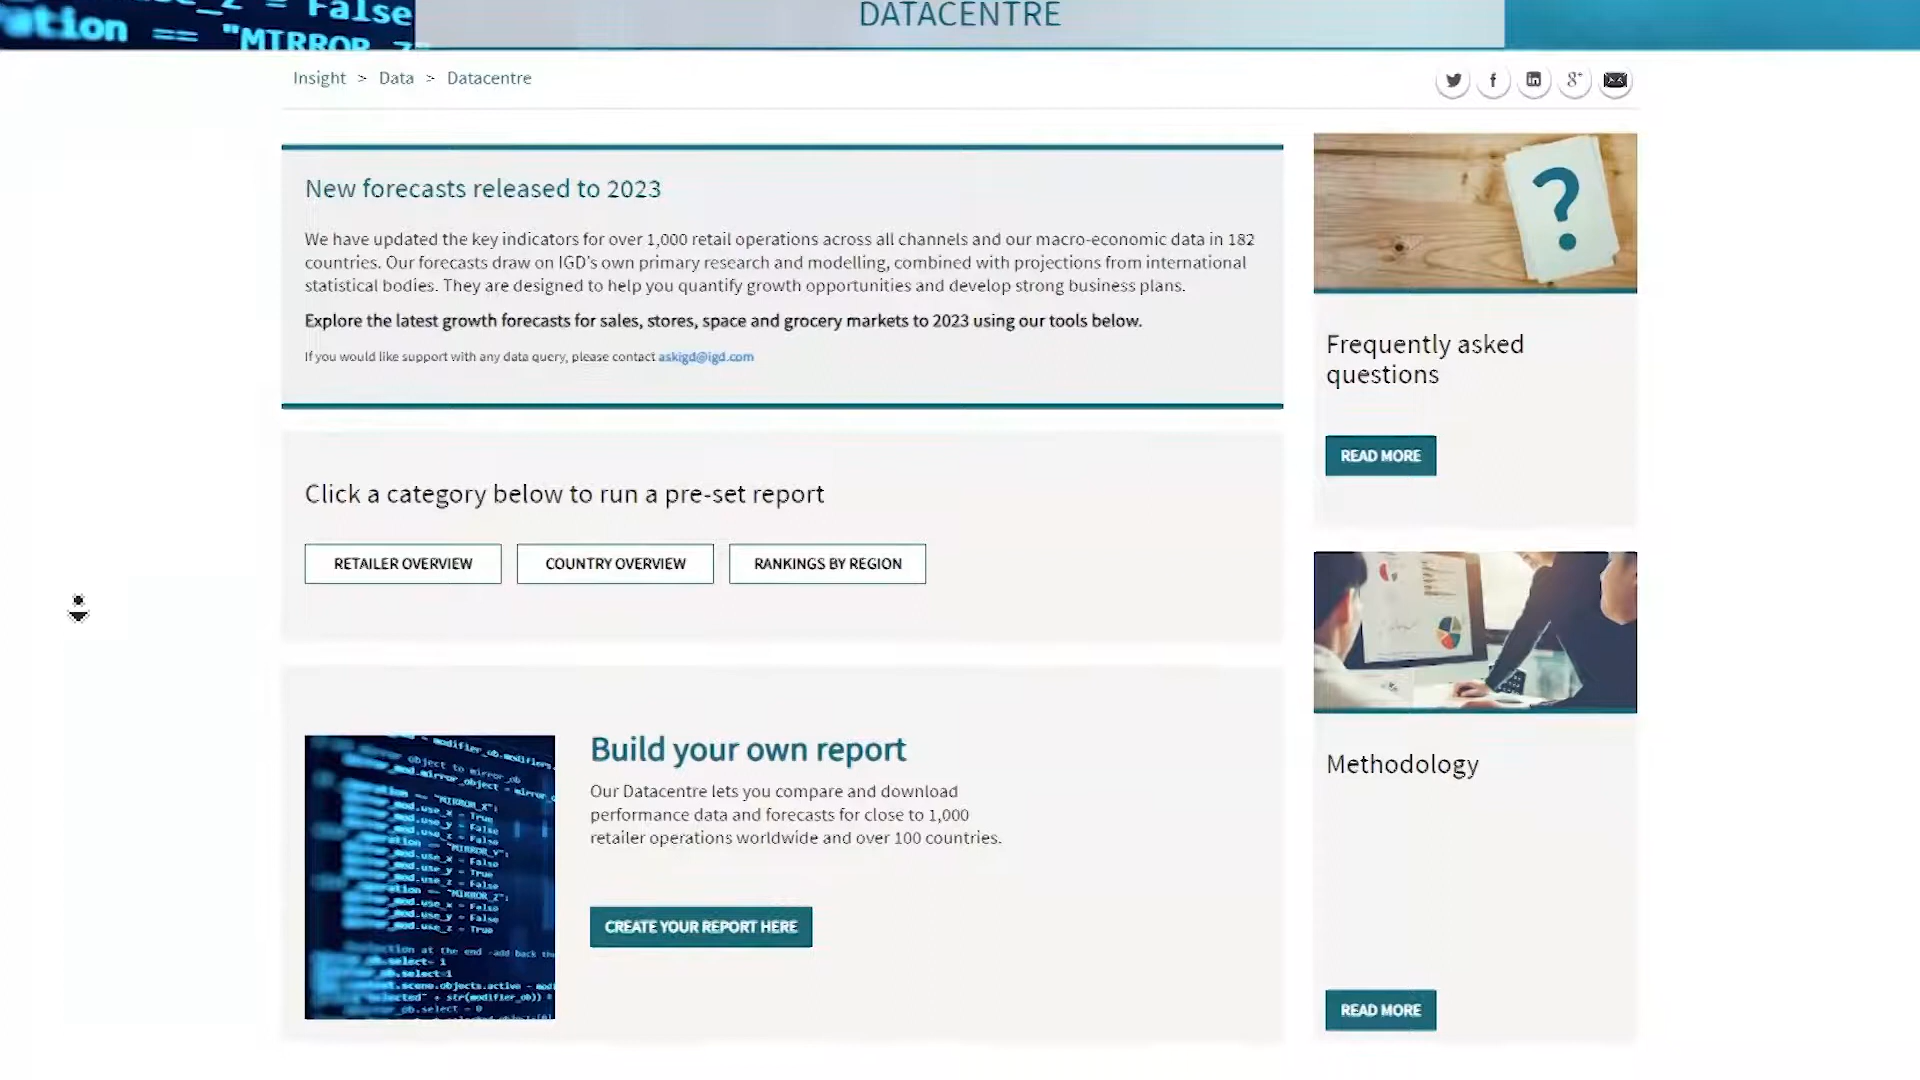 DATACENTRE
= False
ation == "MIRROR_Z"
Insight > Data > Datacentre
New forecasts released to 2023
We have updated the key indicators for over 1,000 retail operations across all channels and our macro-economic data in 182
countries. Our forecasts draw on IGD's own primary research and modelling, combined with projections from international
statistical bodies. They are designed to help you quantify growth opportunities and develop strong business plans.
Explore the latest growth forecasts for sales, stores, space and grocery markets to 2023 using our tools below.
If you would like support with any data query, please contact askigd@igd.com
Click a category below to run a pre-set report
RETAILER OVERVIEW
COUNTRY OVERVIEW
RANKINGS BY REGION
Build your own report
Our Datacentre lets you compare and download
performance data and forecasts for close to 1,000
retailer operations worldwide and over 100 countries.
CREATE YOUR REPORT HERE
?
Frequently asked
questions
READ MORE
Methodology
READ MORE